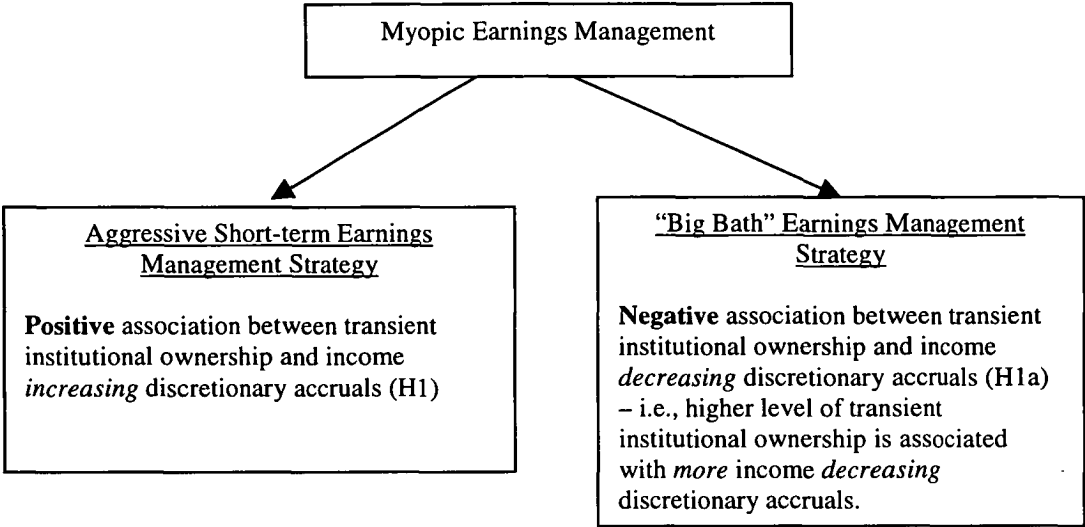 Myopic Earnings Management
Aggressive Short-term Earnings
Management Strategy
Positive association between transient
institutional ownership and income
increasing discretionary accruals (H1)
“Big Bath” Earnings Management
Strategy
Negative association between transient
institutional ownership and income
decreasing discretionary accruals (H1a)
– i.e., higher level of transient
institutional ownership is associated
with more income decreasing
discretionary accruals.